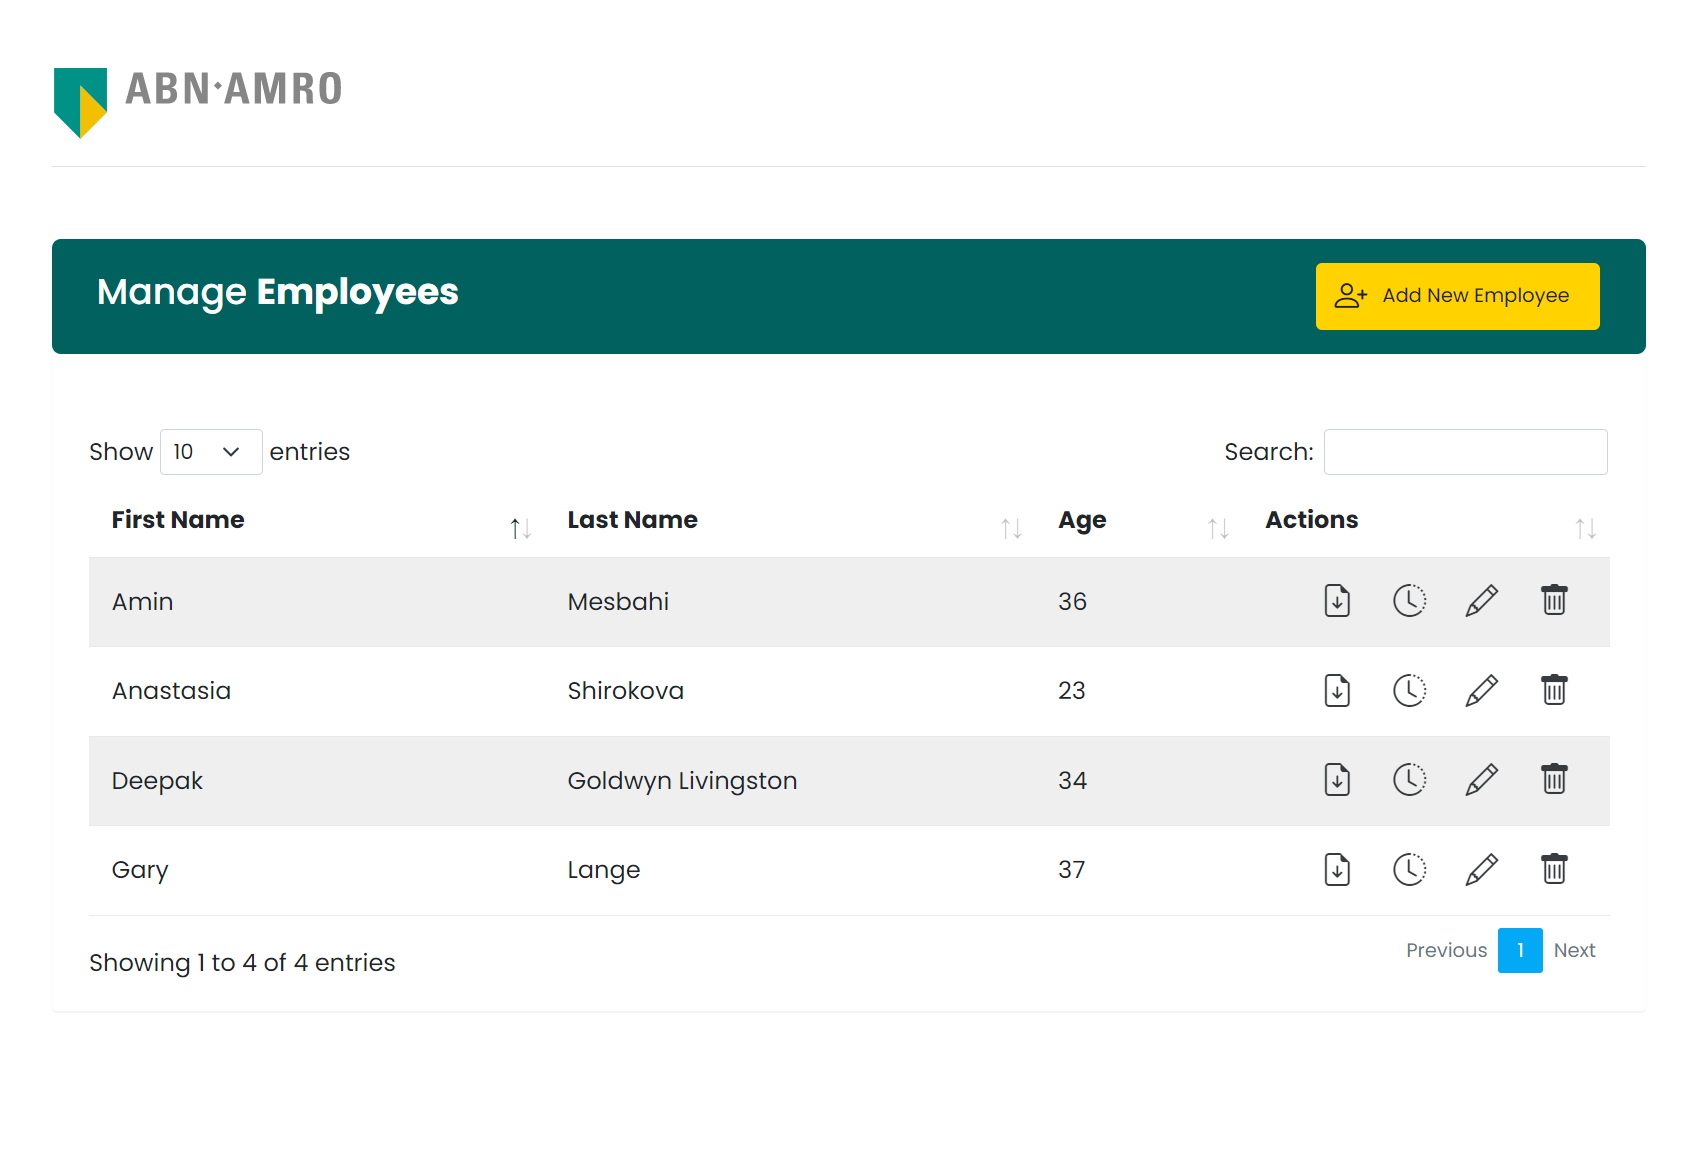 ABN·AMRO
Manage Employees
Add New Employee
Show 10 entries
Search:
First Name Last Name Age Actions
Amin Mesbahi 36
Anastasia Shirokova 23
Deepak Goldwyn Livingston 34
Gary Lange 37
Showing 1 to 4 of 4 entries
Previous 1 Next